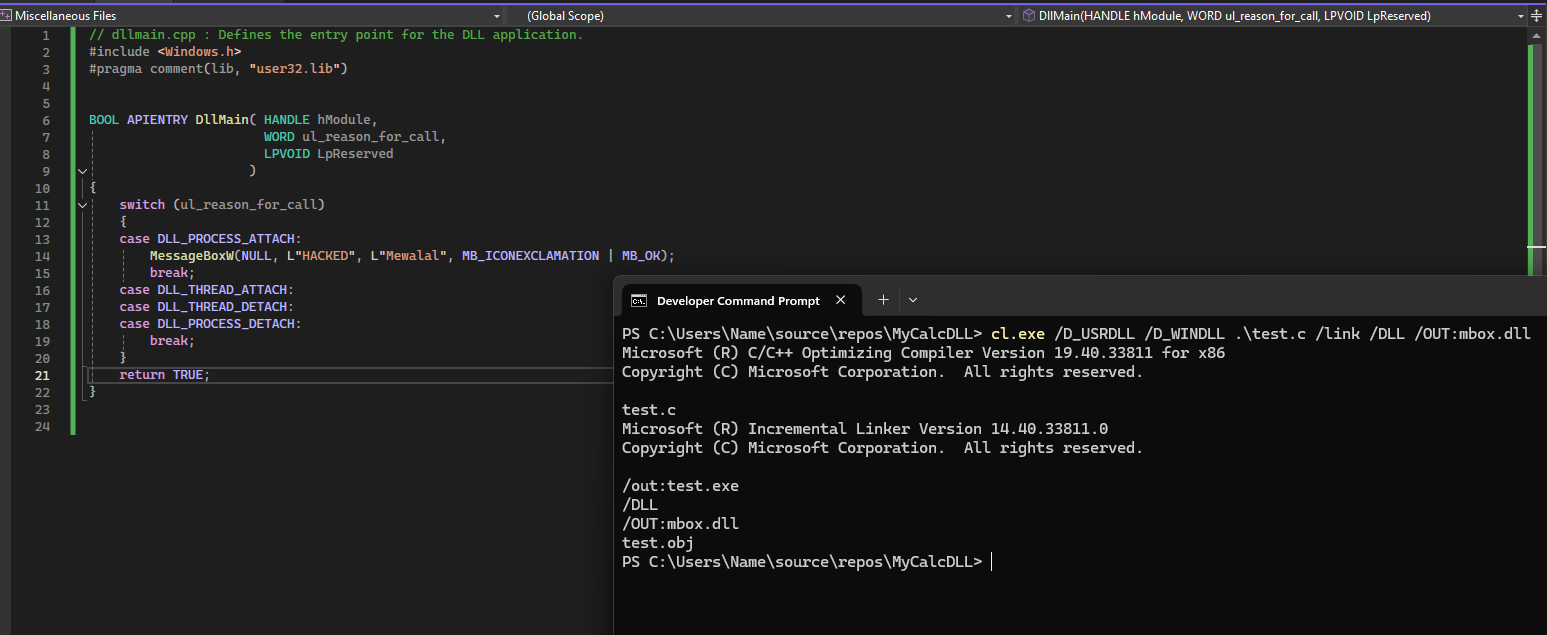 Miscellaneous Files
(Global Scope)
DllMain(HANDLE hModule, WORD ul_reason_for_call, LPVOID LpReserved)
1 // dllmain.cpp : Defines the entry point for the DLL application.
2 #include <Windows.h>
3 #pragma comment(lib, "user32.lib")
4
5
6 BOOL APIENTRY DllMain( HANDLE hModule,
7 WORD ul_reason_for_call,
8 LPVOID LpReserved
9 )
10 {
11 switch (ul_reason_for_call)
12 {
13 case DLL_PROCESS_ATTACH:
14 MessageBoxW(NULL, L"HACKED", L"Mewalal", MB_ICONEXCLAMATION | MB_OK);
15 break;
16 case DLL_THREAD_ATTACH:
17 case DLL_THREAD_DETACH:
18 case DLL_PROCESS_DETACH:
19 break;
20 }
21 return TRUE;
22 }
23
24
Developer Command Prompt
PS C:\Users\Name\source\repos\MyCalcDLL> cl.exe /D_USRDLL /D_WINDLL .\test.c /link /DLL /OUT:mbox.dll
Microsoft (R) C/C++ Optimizing Compiler Version 19.40.33811 for x86
Copyright (C) Microsoft Corporation.  All rights reserved.
test.c
Microsoft (R) Incremental Linker Version 14.40.33811.0
Copyright (C) Microsoft Corporation.  All rights reserved.
/out:test.exe
/DLL
/OUT:mbox.dll
test.obj
PS C:\Users\Name\source\repos\MyCalcDLL>